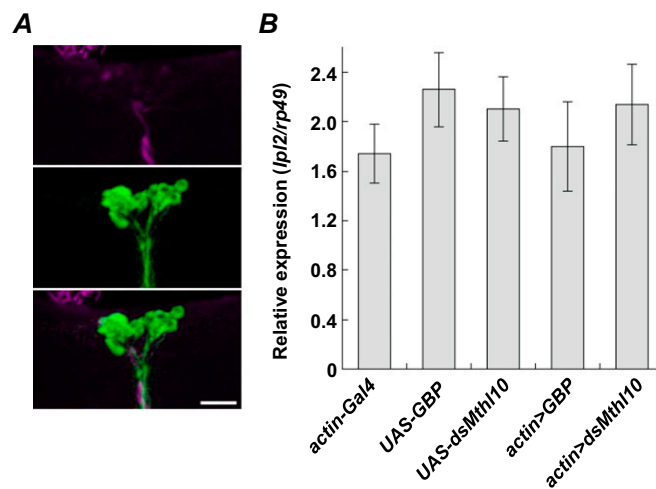 A
B
Relative expression (Ipl2/rp49)
2.4
2.0
1.6
1.2
0.8
0.4
0
actin-Gal4
UAS-GBP
UAS-dsMthl10
actin>GBP
actin>dsMthl10